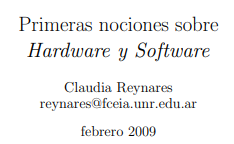 Primeras nociones sobre
Hardware y Software
Claudia Reynares
reynares@fceia.unr.edu.ar
febrero 2009